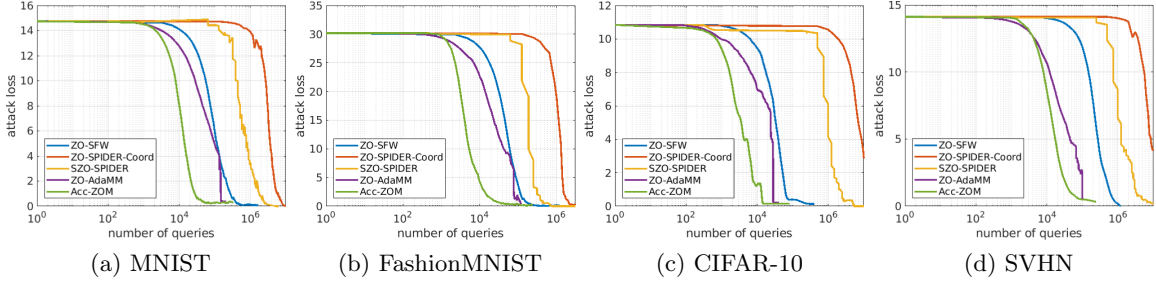 attack loss
16
14
12
10
8
6
4
2
0
ZO-SFW
ZO-SPIDER-Coord
SZO-SPIDER
ZO-AdaMM
Acc-ZOM
10^0 10^2 10^4 10^6
number of queries
(a) MNIST
attack loss
35
30
25
20
15
10
5
0
ZO-SFW
ZO-SPIDER-Coord
SZO-SPIDER
ZO-AdaMM
Acc-ZOM
10^0 10^2 10^4 10^6
number of queries
(b) FashionMNIST
attack loss
12
10
8
6
4
2
0
ZO-SFW
ZO-SPIDER-Coord
SZO-SPIDER
ZO-AdaMM
Acc-ZOM
10^0 10^2 10^4 10^6
number of queries
(c) CIFAR-10
attack loss
15
10
5
0
ZO-SFW
ZO-SPIDER-Coord
SZO-SPIDER
ZO-AdaMM
Acc-ZOM
10^0 10^2 10^4 10^6
number of queries
(d) SVHN